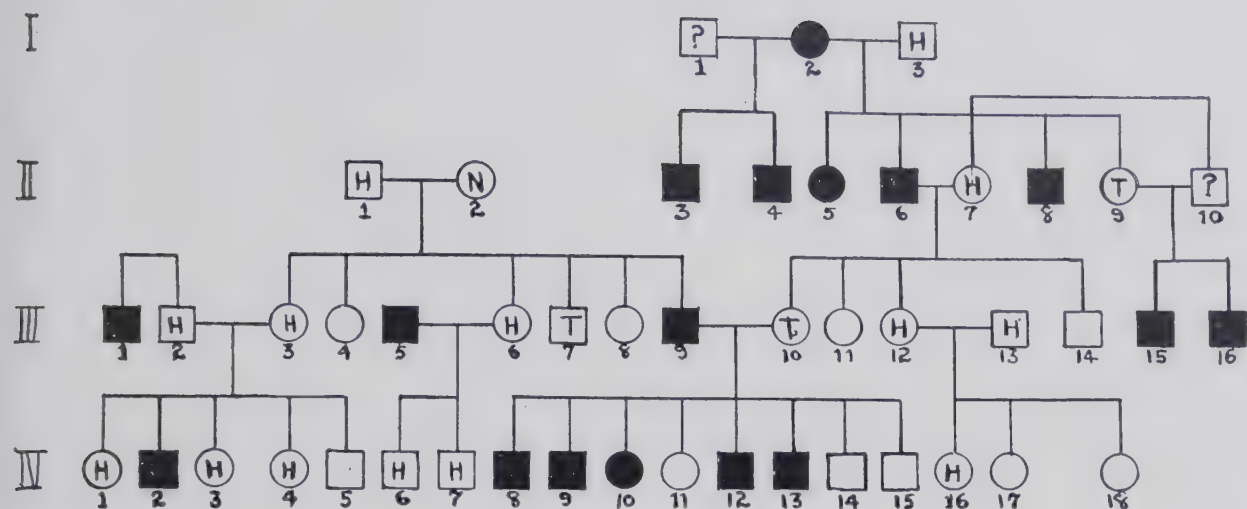 I
? H
1 2 3
II
H N H T ?
1 2 3 4 5 6 7 8 9 10
III
H H H T T H H
1 2 3 4 5 6 7 8 9 10 11 12 13 14 15 16
IV
H H H H H H
1 2 3 4 5 6 7 8 9 10 11 12 13 14 15 16 17 18